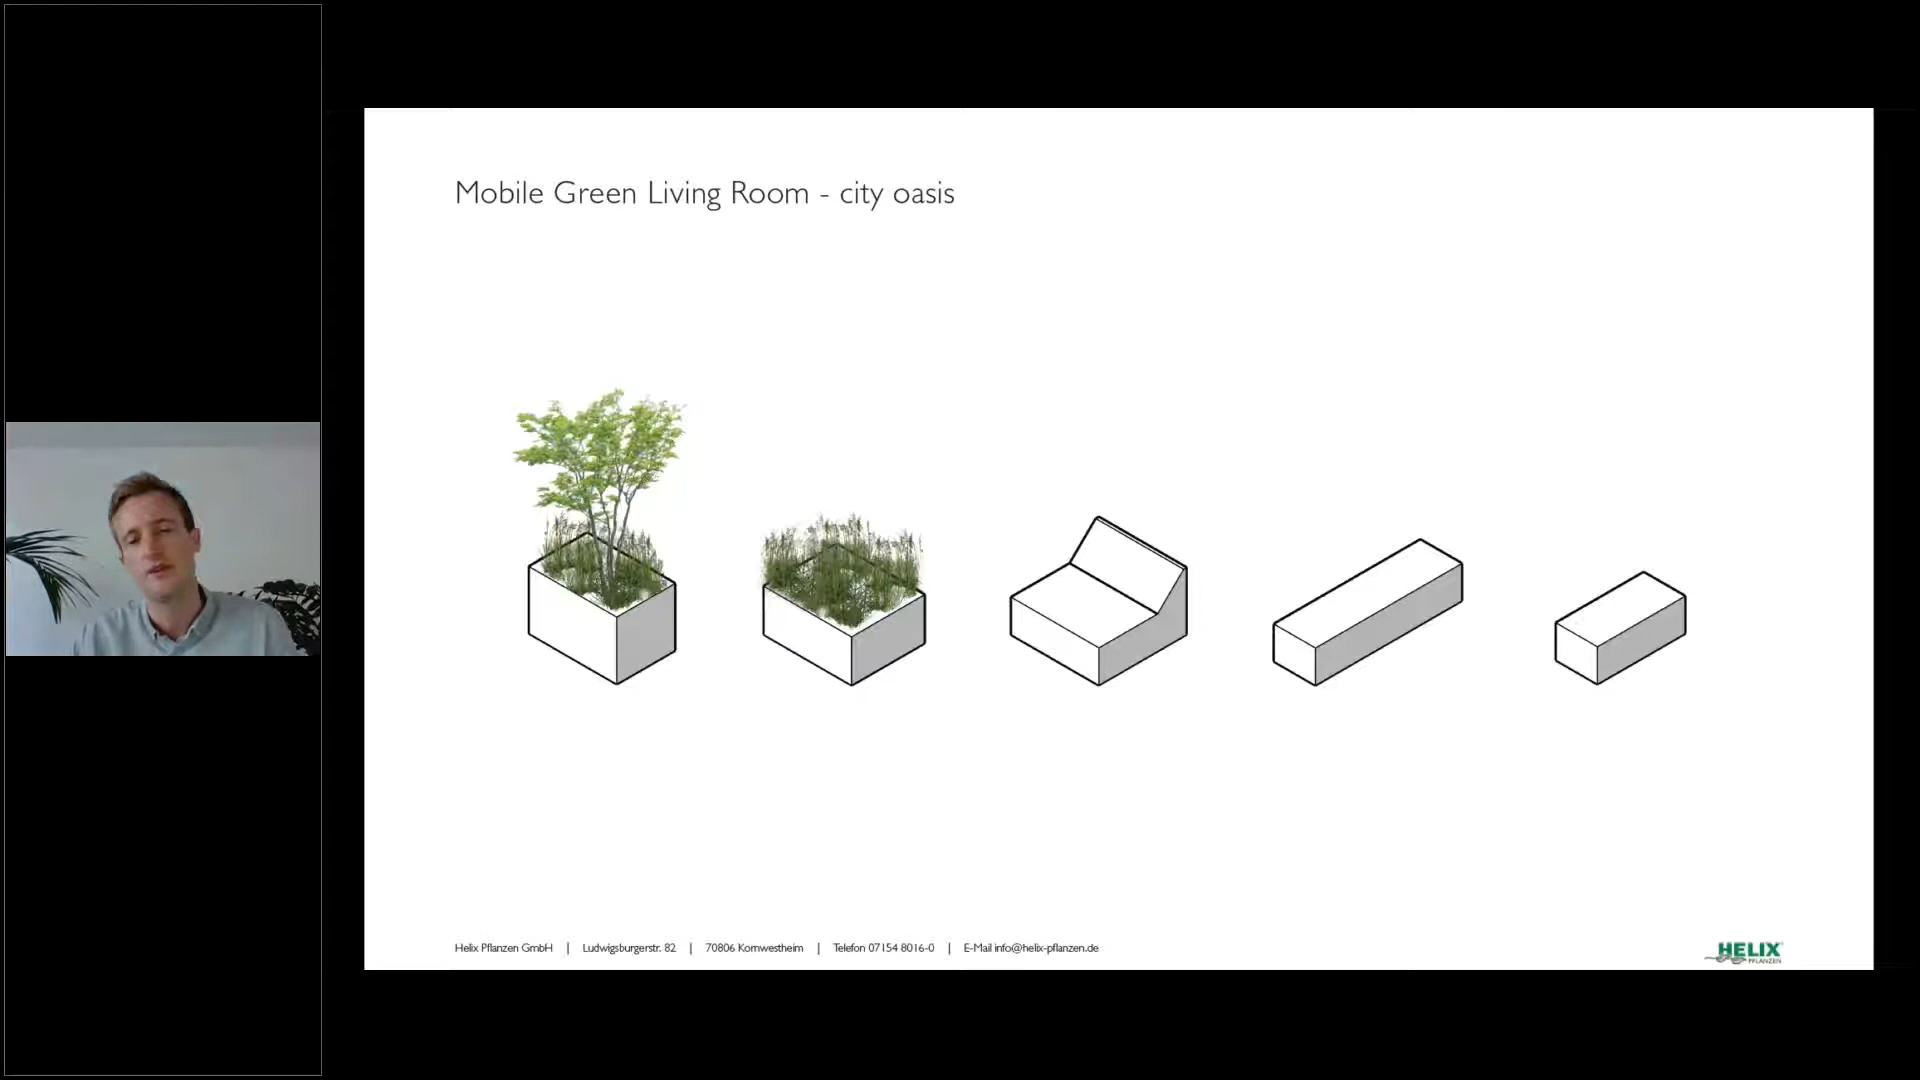 Mobile Green Living Room - city oasis
Helix Pflanzen GmbH | Ludwigsburgerstr. 82 | 70806 Kornwestheim | Telefon 07154 8016-0 | E-Mail info@helix-pflanzen.de
HELIX
PFLANZEN